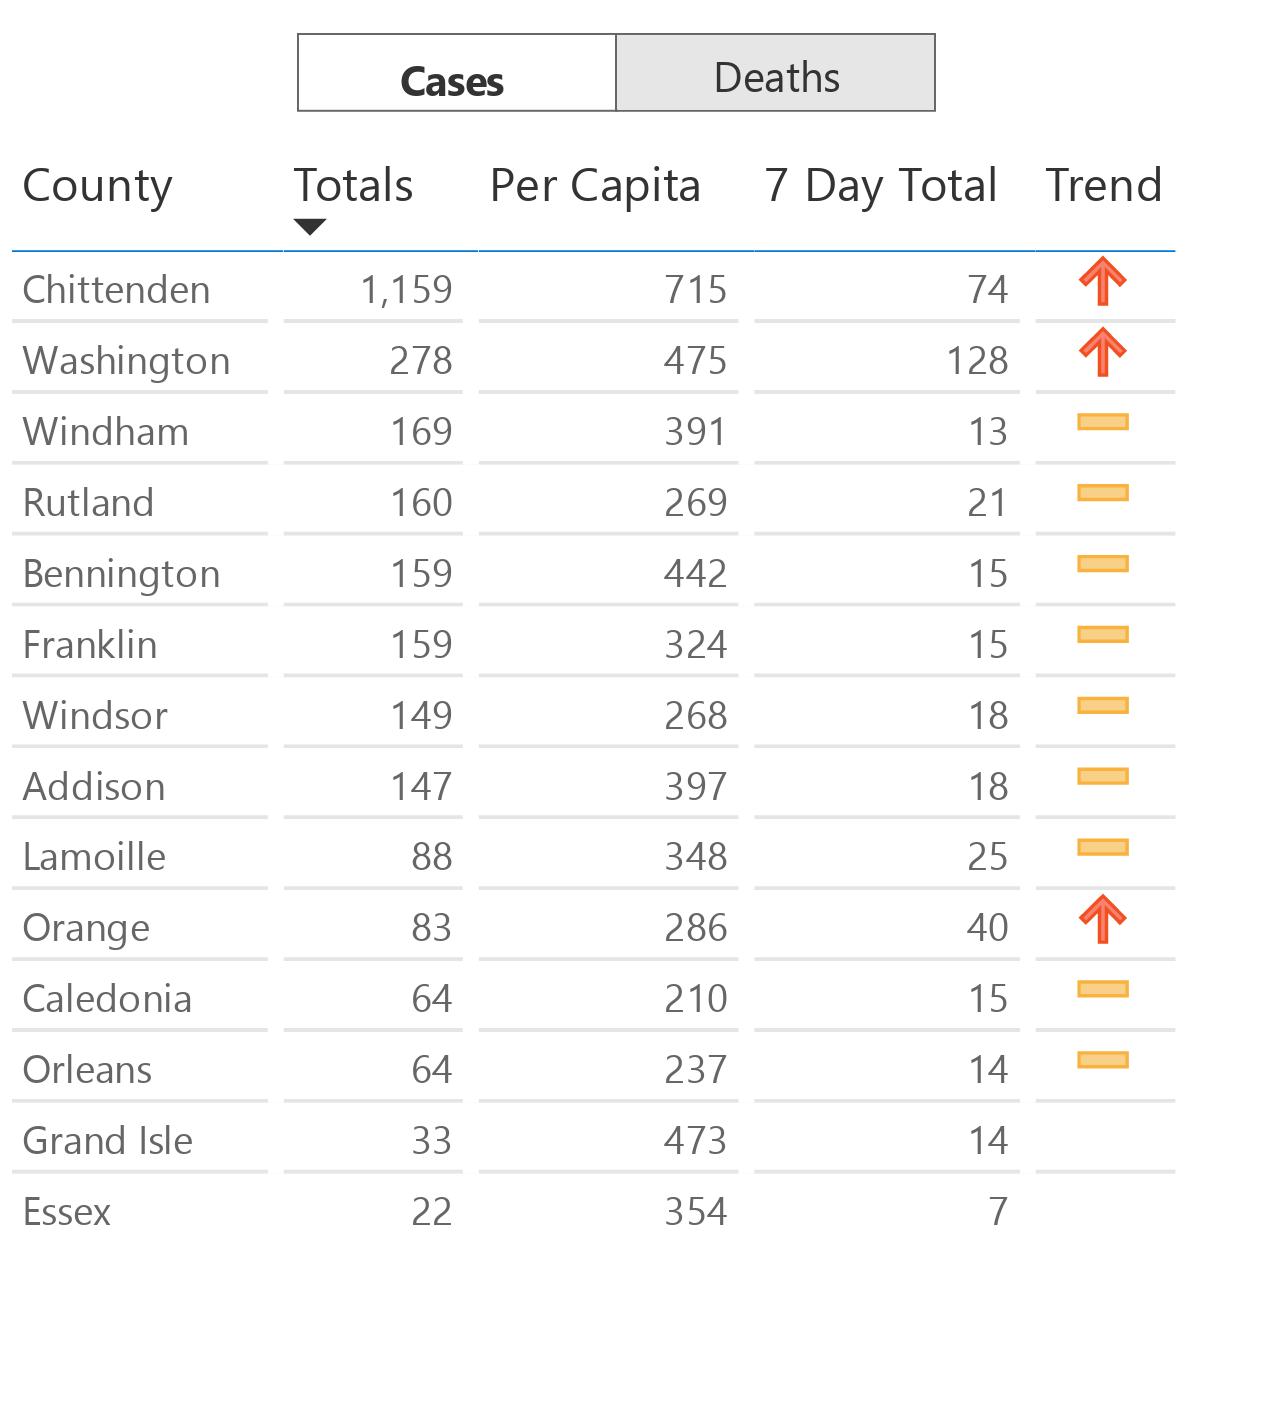 Cases Deaths
County Totals Per Capita 7 Day Total Trend
Chittenden 1,159 715 74
Washington 278 475 128
Windham 169 391 13
Rutland 160 269 21
Bennington 159 442 15
Franklin 159 324 15
Windsor 149 268 18
Addison 147 397 18
Lamoille 88 348 25
Orange 83 286 40
Caledonia 64 210 15
Orleans 64 237 14
Grand Isle 33 473 14
Essex 22 354 7